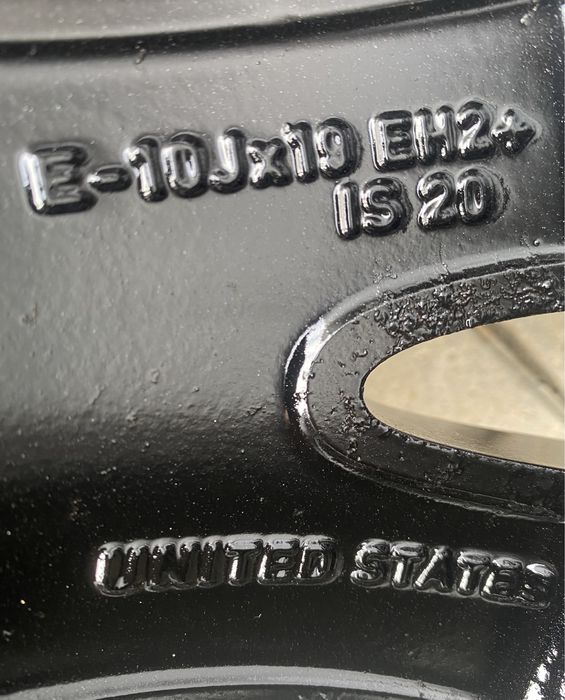 E-10Jx19 EH2+
IS 20
UNITED STATES